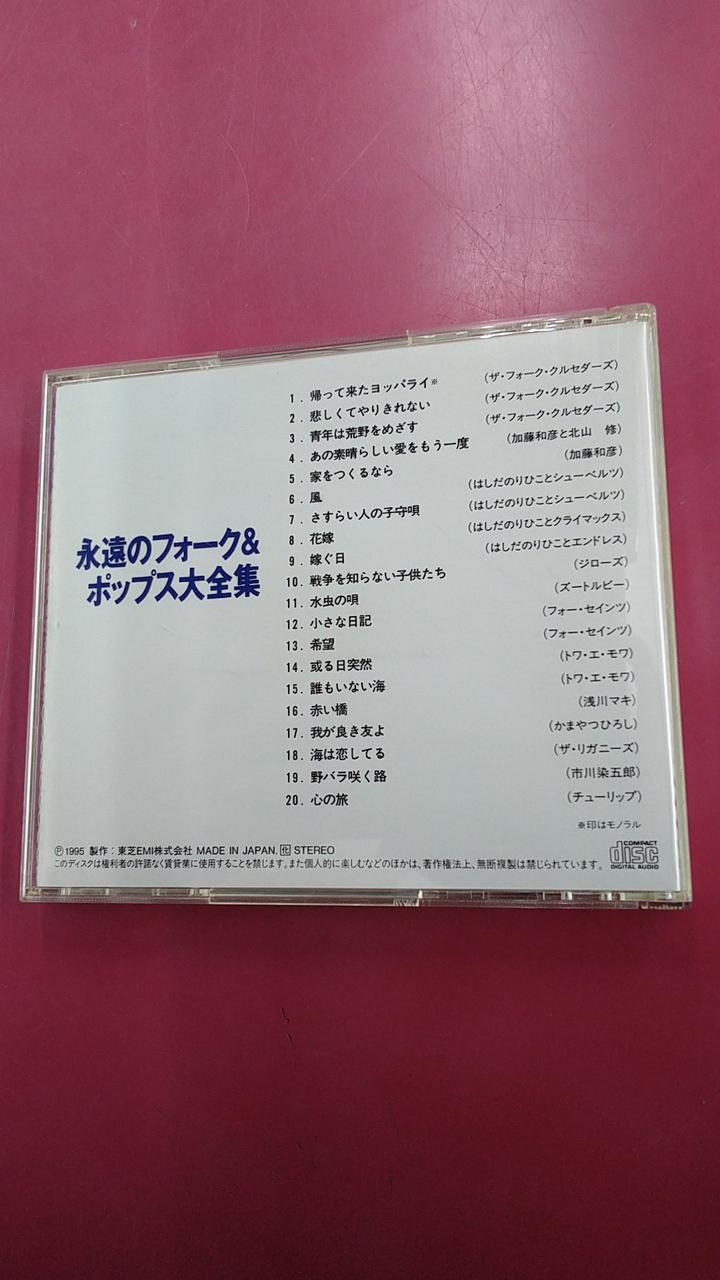 永遠のフォーク&
ポップス大全集
1. 帰って来たヨッパライ※ (ザ・フォーク・クルセダーズ)
2. 悲しくてやりきれない (ザ・フォーク・クルセダーズ)
3. 青年は荒野をめざす (ザ・フォーク・クルセダーズ)
4. あの素晴らしい愛をもう一度 (加藤和彦と北山 修)
5. 家をつくるなら (加藤和彦)
6. 風 (はしだのりひことシューベルツ)
7. さすらい人の子守唄 (はしだのりひことシューベルツ)
8. 花嫁 (はしだのりひことクライマックス)
9. 嫁ぐ日 (はしだのりひことエンドレス)
10. 戦争を知らない子供たち (ジローズ)
11. 水虫の唄 (ズートルビー)
12. 小さな日記 (フォー・セインツ)
13. 希望 (フォー・セインツ)
14. 或る日突然 (トワ・エ・モワ)
15. 誰もいない海 (トワ・エ・モワ)
16. 赤い橋 (浅川マキ)
17. 我が良き友よ (かまやつひろし)
18. 海は恋してる (ザ・リガニーズ)
19. 野バラ咲く路 (市川染五郎)
20. 心の旅 (チューリップ)
※印はモノラル
Ⓟ1995 製作：東芝EMI株式会社 MADE IN JAPAN. 化 STEREO
このディスクは権利者の許諾なく賃貸業に使用することを禁じます。また個人的に楽しむなどのほかは、著作権法上、無断複製は禁じられています。
COMPACT
disc
DIGITAL AUDIO